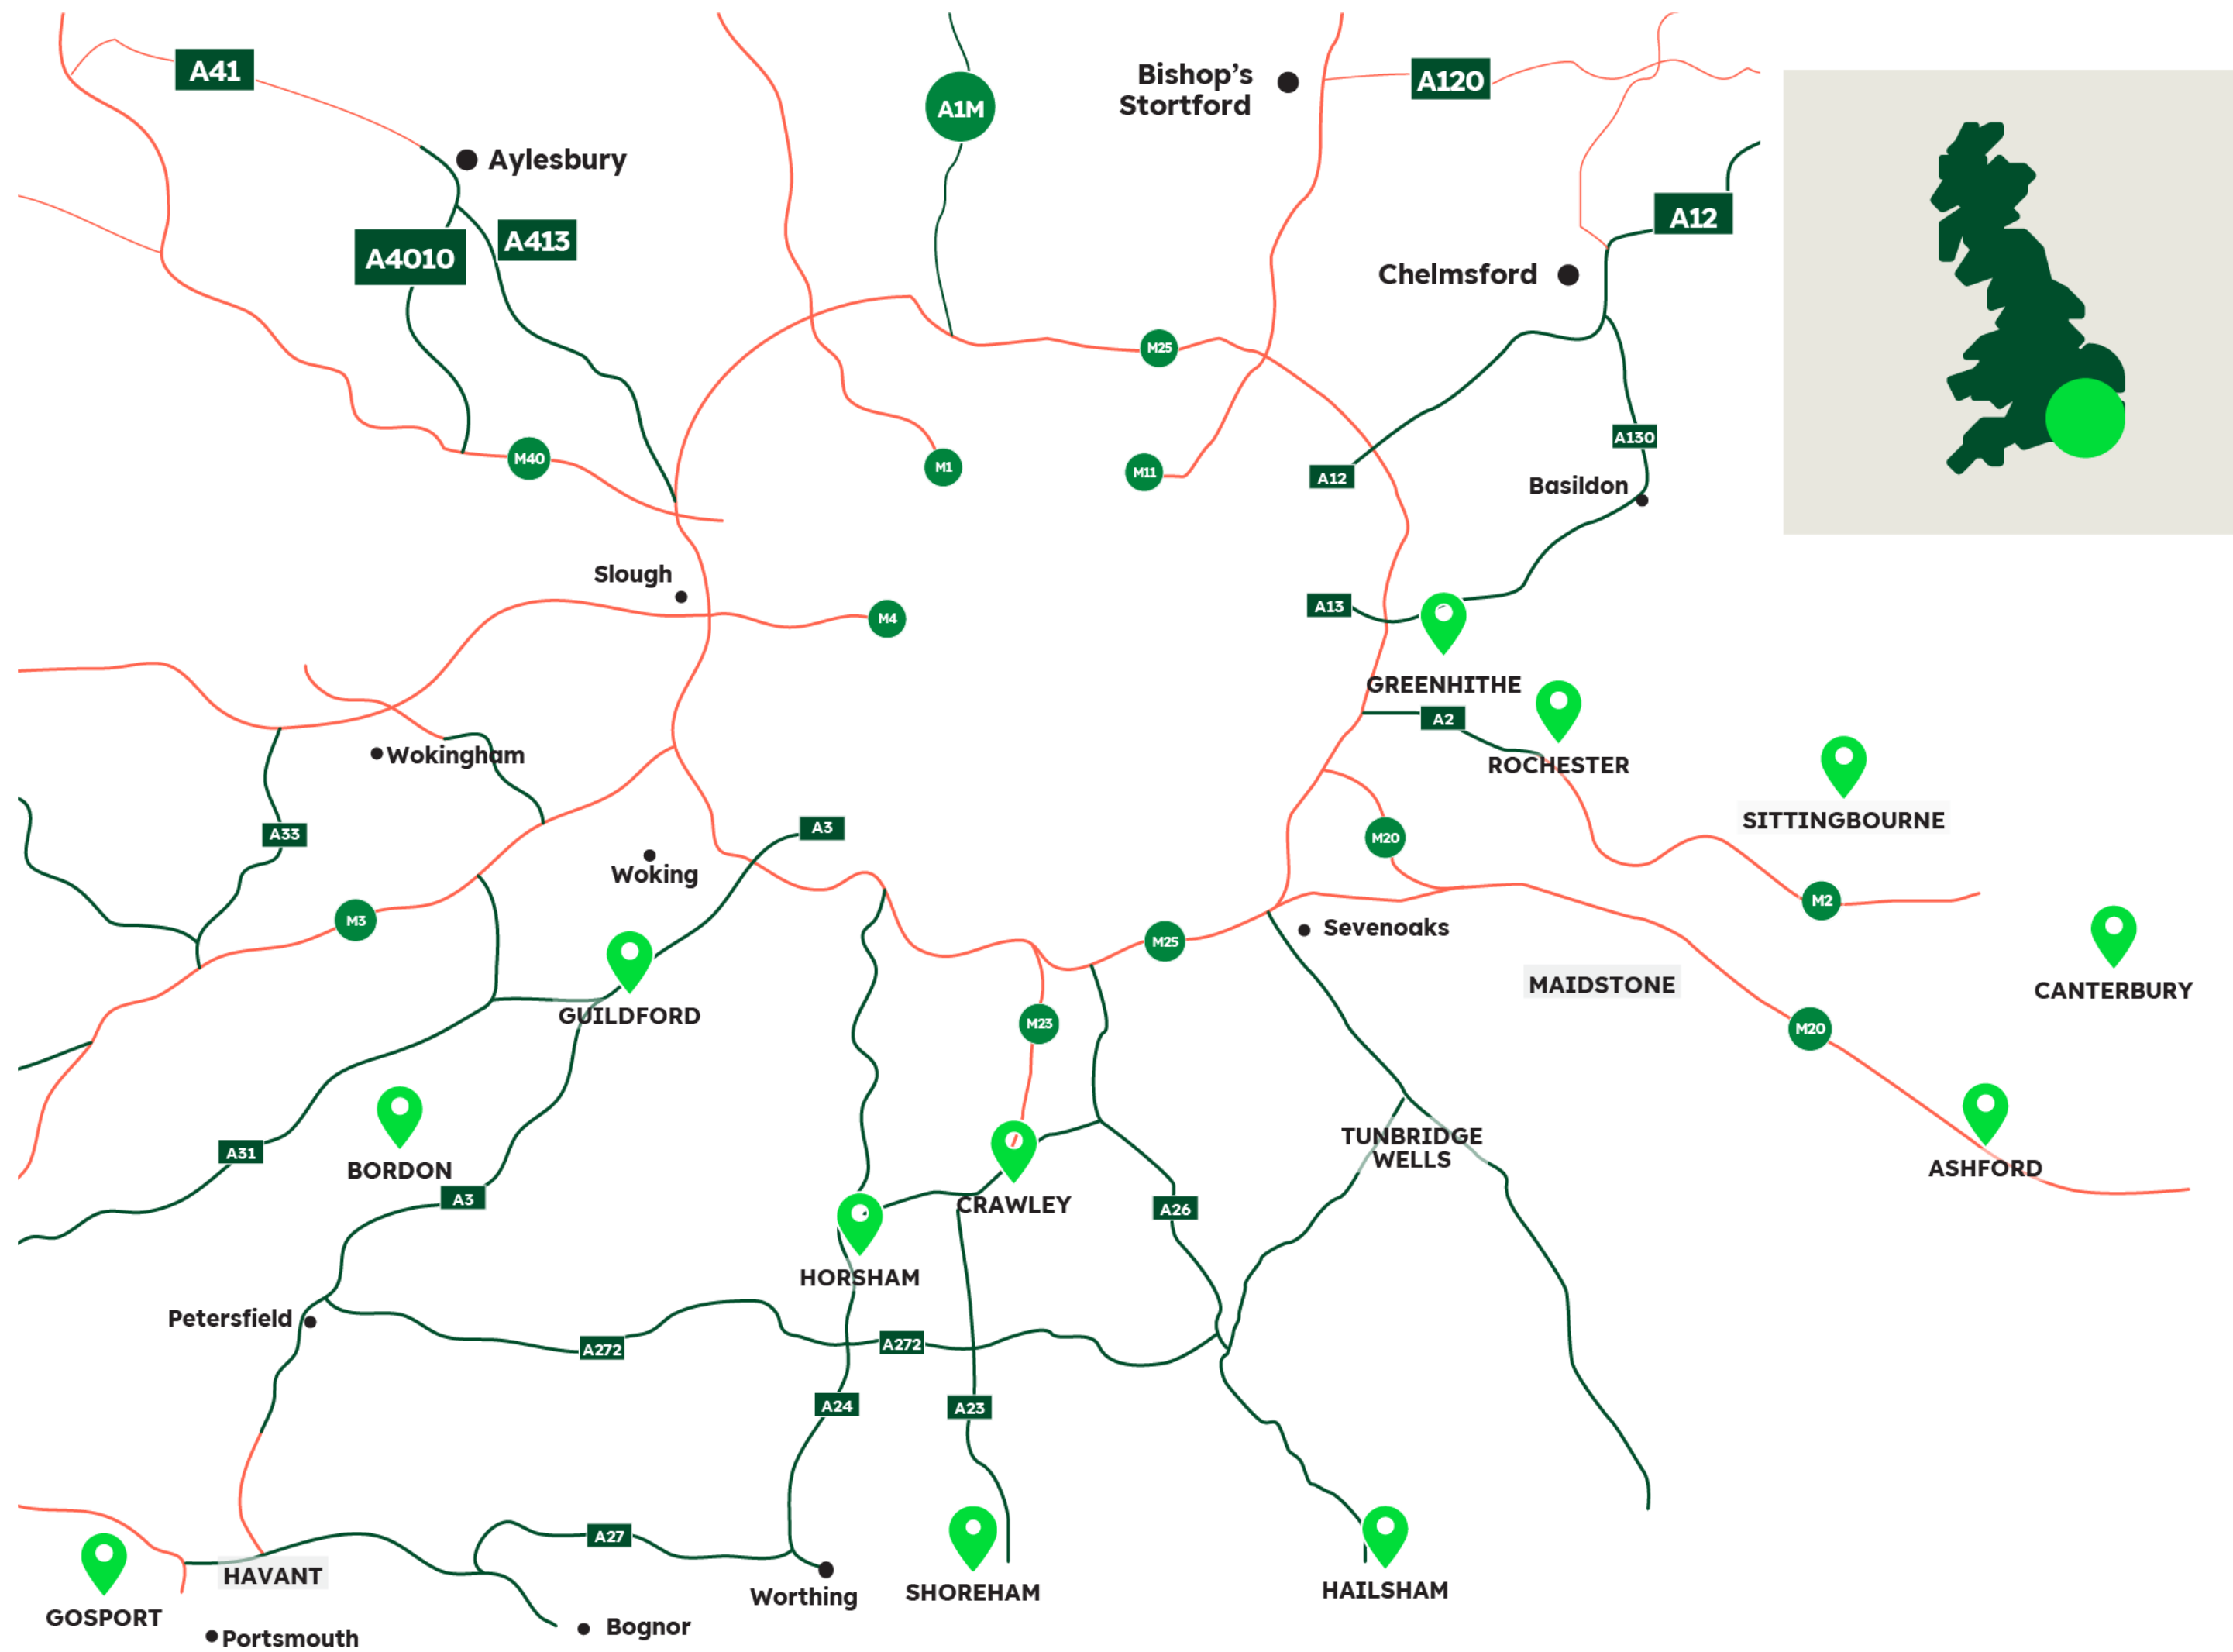 A41
A1M
Bishop's
Stortford
A120
Aylesbury
A12
A4010
A413
Chelmsford
M25
A130
M40
M1
M11
A12
Basildon
Slough
A13
M4
GREENHITHE
A2
Wokingham
ROCHESTER
SITTINGBOURNE
A33
A3
M20
Woking
M3
M2
Sevenoaks
M25
MAIDSTONE
CANTERBURY
GUILDFORD
M23
M20
TUNBRIDGE
WELLS
A31
BORDON
ASHFORD
A3
CRAWLEY
A26
HORSHAM
Petersfield
A272
A272
A24
A23
A27
HAVANT
Worthing
SHOREHAM
HAILSHAM
GOSPORT
Bognor
Portsmouth